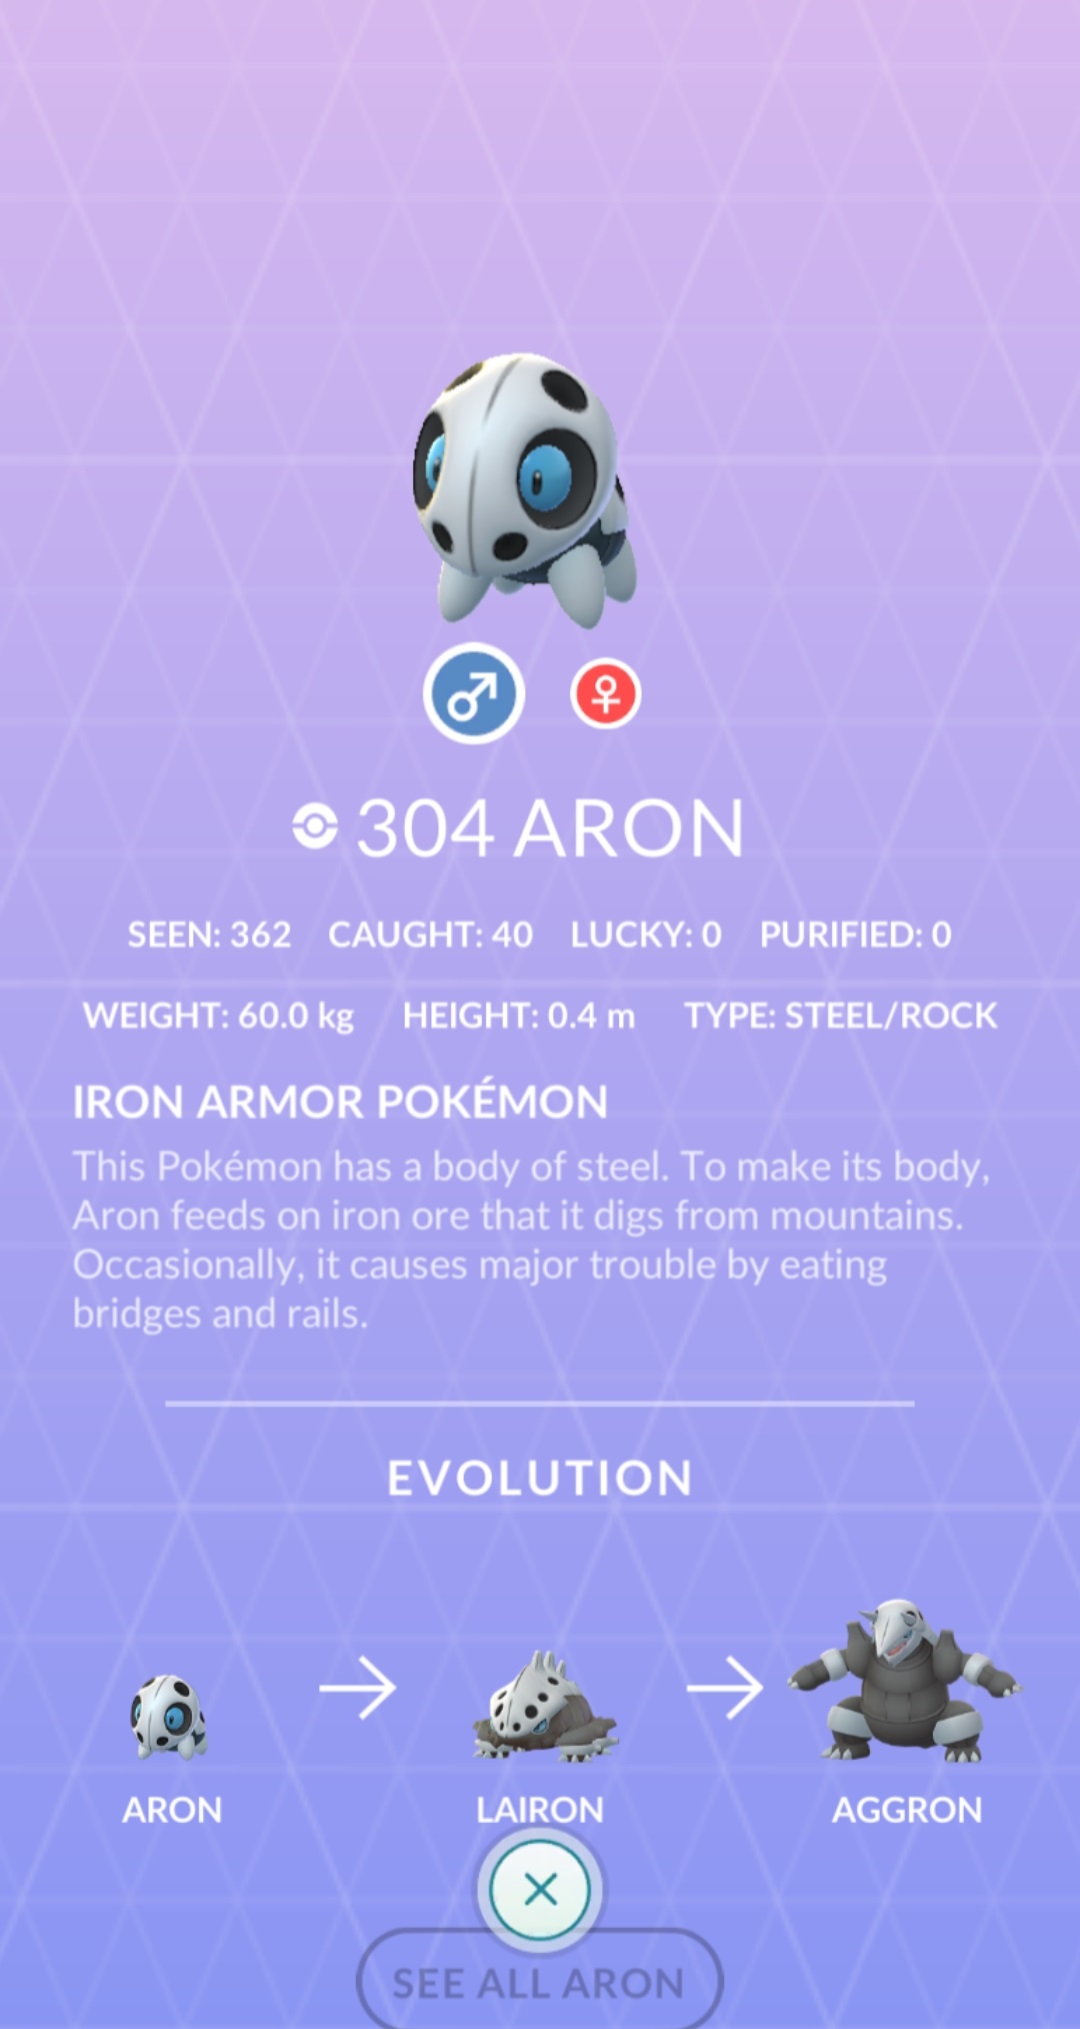 304 ARON
SEEN: 362 CAUGHT: 40 LUCKY: 0 PURIFIED: 0
WEIGHT: 60.0 kg HEIGHT: 0.4 m TYPE: STEEL/ROCK
IRON ARMOR POKÉMON
This Pokémon has a body of steel. To make its body,
Aron feeds on iron ore that it digs from mountains.
Occasionally, it causes major trouble by eating
bridges and rails.
EVOLUTION
ARON LAIRON AGGRON
SEE ALL ARON